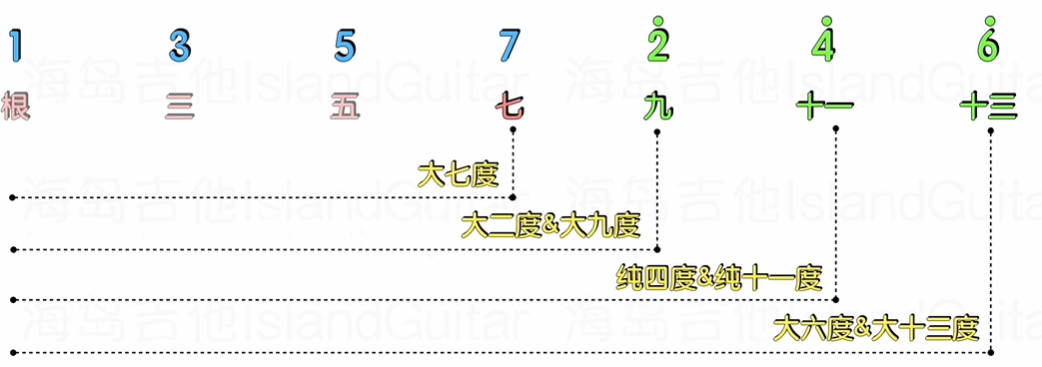 1 3 5 7 2 4 6
根 三 五 七 九 十一 十三
大七度
大二度&大九度
纯四度&纯十一度
大六度&大十三度
海岛吉他IslandGuitar 海岛吉他IslandGuita
海岛吉他IslandGuitar 海岛吉他IslandGuita
海岛吉他IslandGuitar 海岛吉他IslandGuita